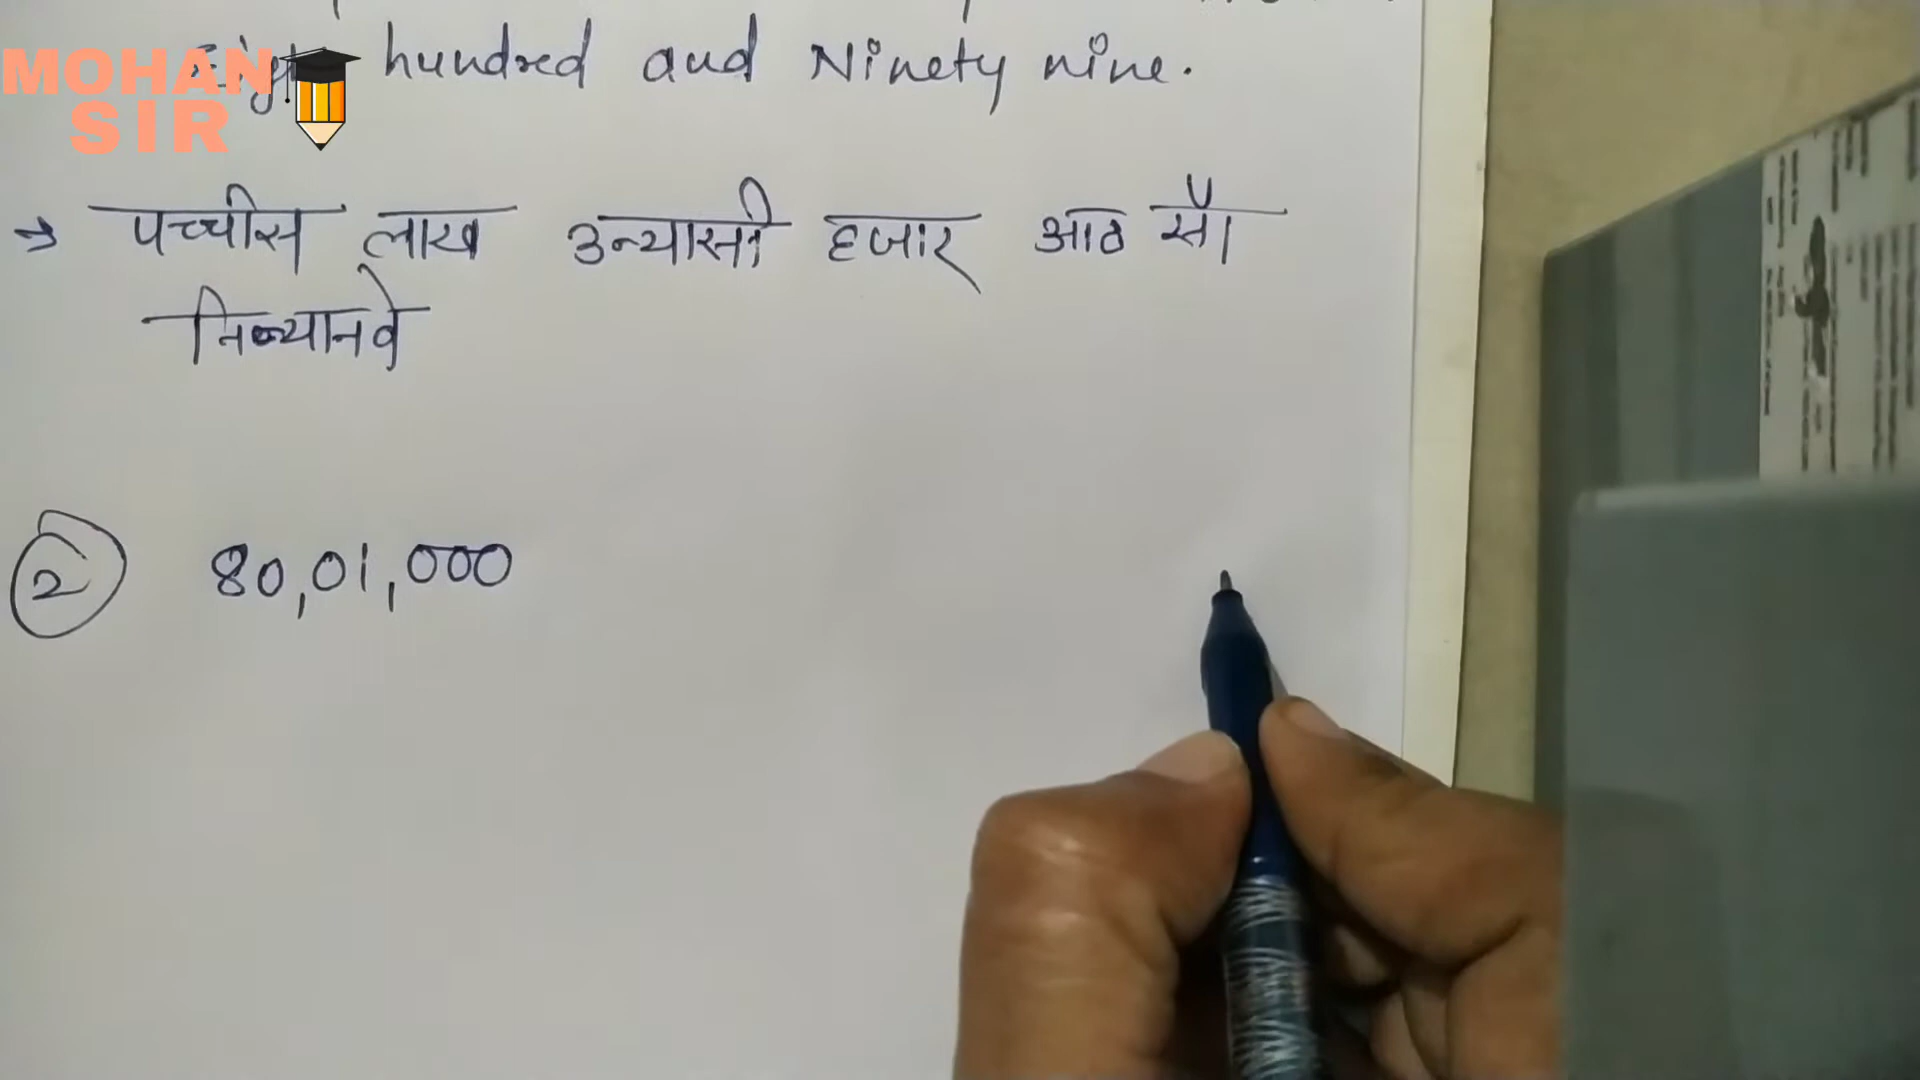 hundred and Ninety nine.
MOHAN
SIR
→ पच्चीस लाख उन्यासी हजार आठ सौ
निन्यानवे
2 80,01,000